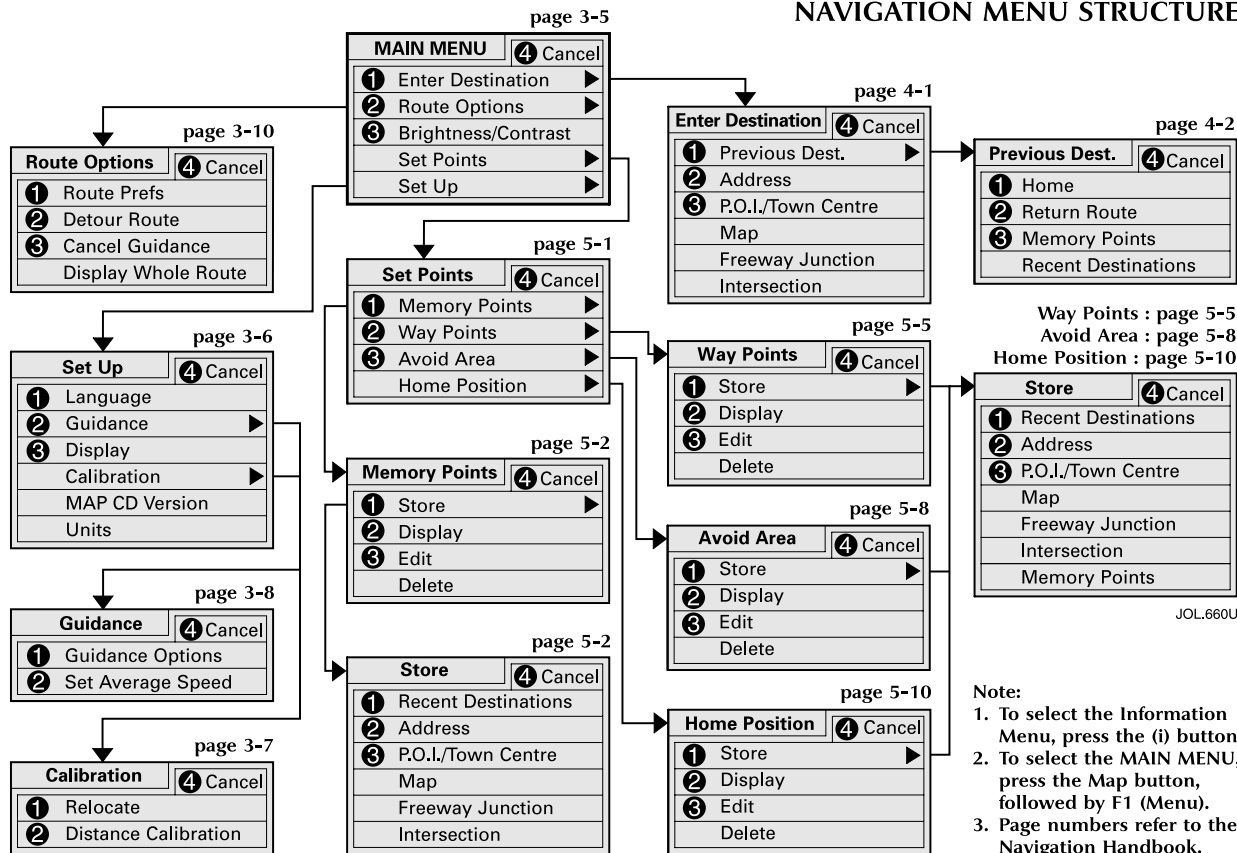 NAVIGATION MENU STRUCTURE
page 3-5
MAIN MENU
4 Cancel
1 Enter Destination
2 Route Options
3 Brightness/Contrast
Set Points
Set Up
page 3-10
Route Options
4 Cancel
1 Route Prefs
2 Detour Route
3 Cancel Guidance
Display Whole Route
page 3-6
Set Up
4 Cancel
1 Language
2 Guidance
3 Display
Calibration
MAP CD Version
Units
page 3-8
Guidance
4 Cancel
1 Guidance Options
2 Set Average Speed
page 3-7
Calibration
4 Cancel
1 Relocate
2 Distance Calibration
page 5-1
Set Points
4 Cancel
1 Memory Points
2 Way Points
3 Avoid Area
Home Position
page 5-2
Memory Points
4 Cancel
1 Store
2 Display
3 Edit
Delete
page 5-2
Store
4 Cancel
1 Recent Destinations
2 Address
3 P.O.I./Town Centre
Map
Freeway Junction
Intersection
page 4-1
Enter Destination
4 Cancel
1 Previous Dest.
2 Address
3 P.O.I./Town Centre
Map
Freeway Junction
Intersection
page 5-5
Way Points
4 Cancel
1 Store
2 Display
3 Edit
Delete
page 5-8
Avoid Area
4 Cancel
1 Store
2 Display
3 Edit
Delete
page 5-10
Home Position
4 Cancel
1 Store
2 Display
3 Edit
Delete
page 4-2
Previous Dest.
4 Cancel
1 Home
2 Return Route
3 Memory Points
Recent Destinations
Way Points : page 5-5
Avoid Area : page 5-8
Home Position : page 5-10
Store
4 Cancel
1 Recent Destinations
2 Address
3 P.O.I./Town Centre
Map
Freeway Junction
Intersection
Memory Points
JOL.660U
Note:
1. To select the Information
Menu, press the (i) button
2. To select the MAIN MENU,
press the Map button,
followed by F1 (Menu).
3. Page numbers refer to the
Navigation Handbook.